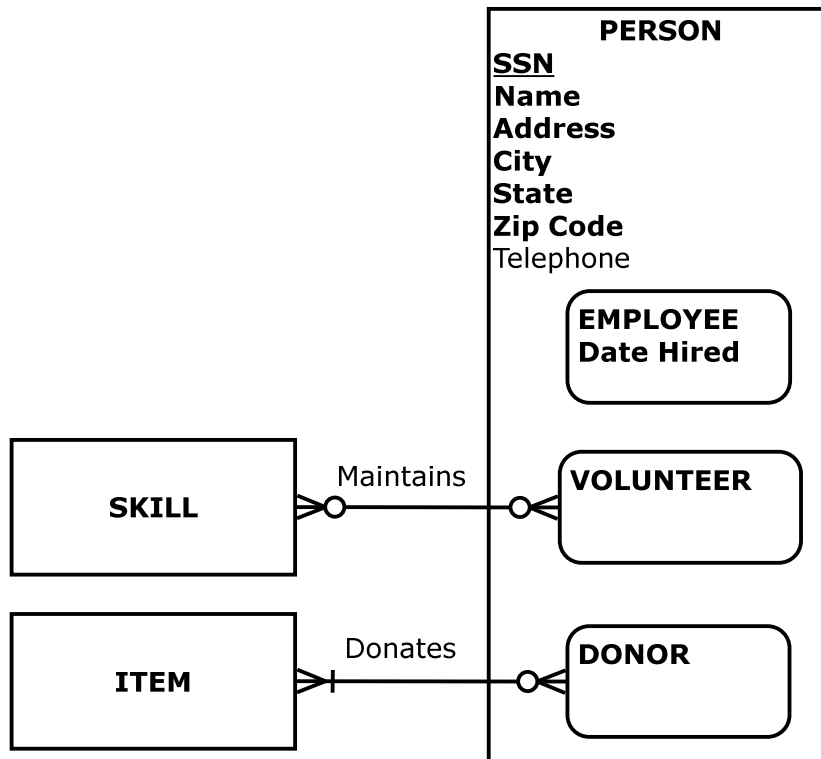 PERSON
SSN
Name
Address
City
State
Zip Code
Telephone
EMPLOYEE
Date Hired
Maintains
SKILL
VOLUNTEER
Donates
ITEM
DONOR